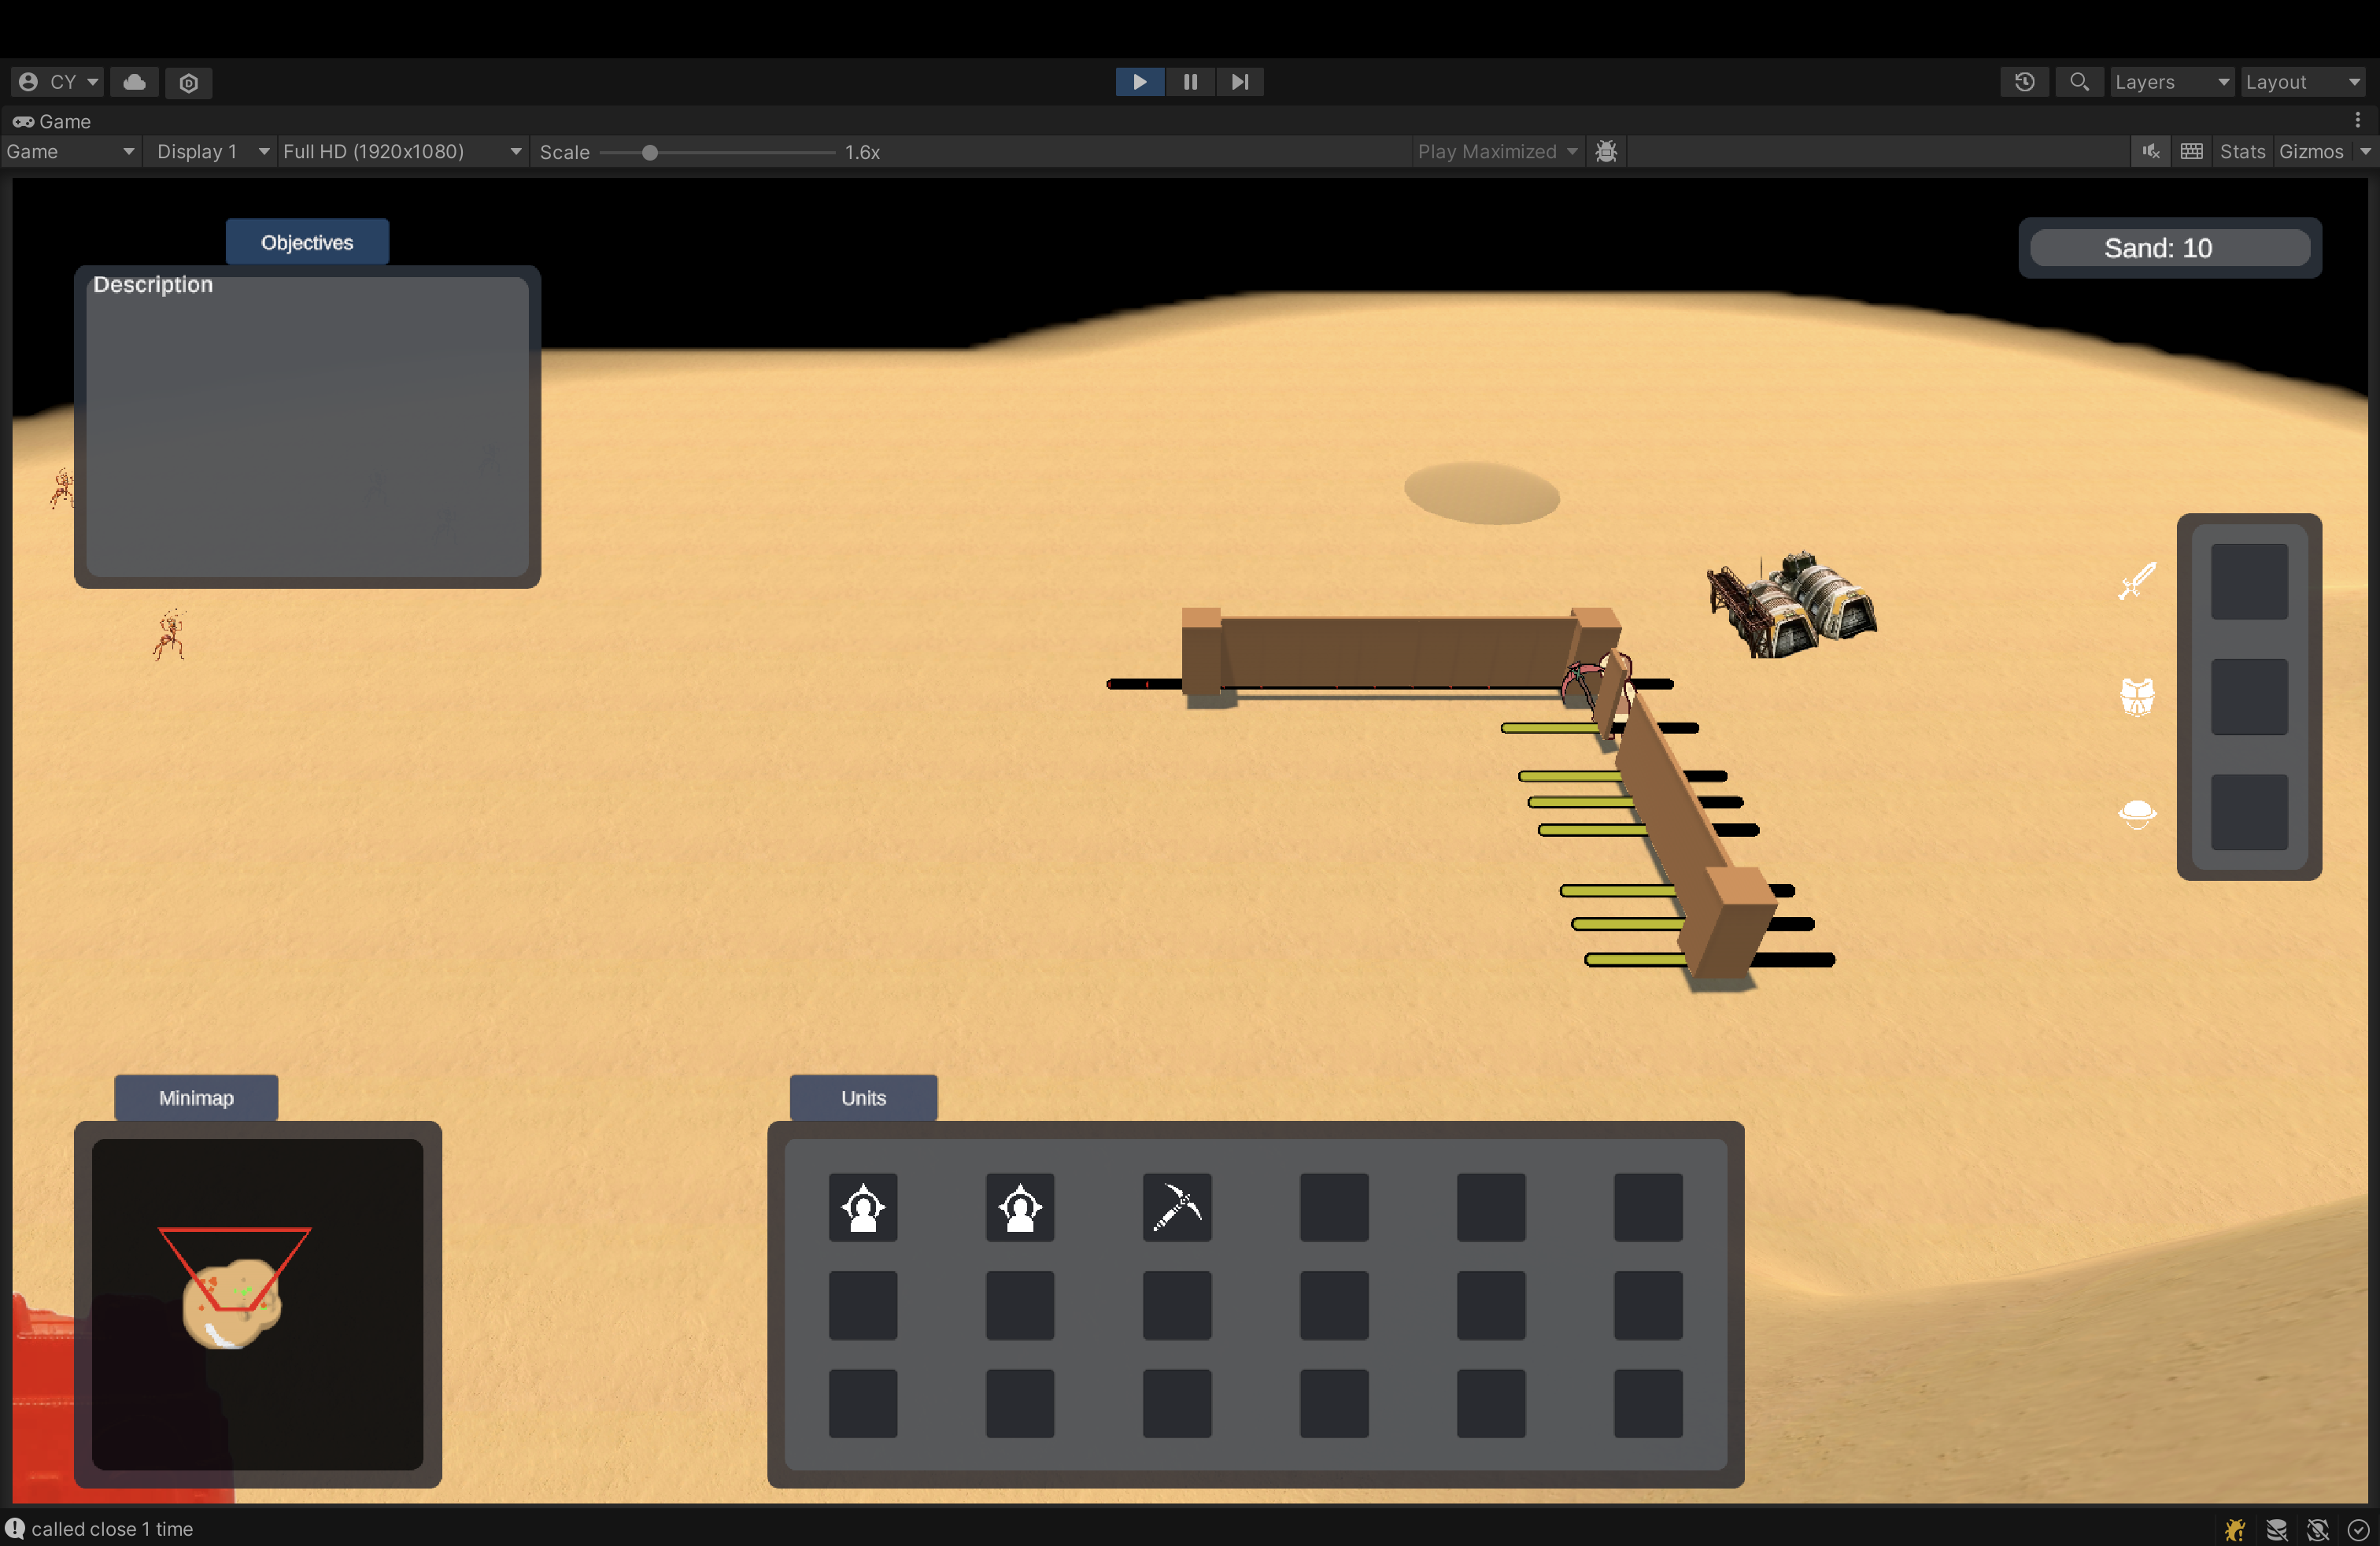 CY
Layers
Layout
Game
Game
Display 1
Full HD (1920x1080)
Scale
1.6x
Play Maximized
Stats
Gizmos
Objectives
Sand: 10
Description
Minimap
Units
called close 1 time